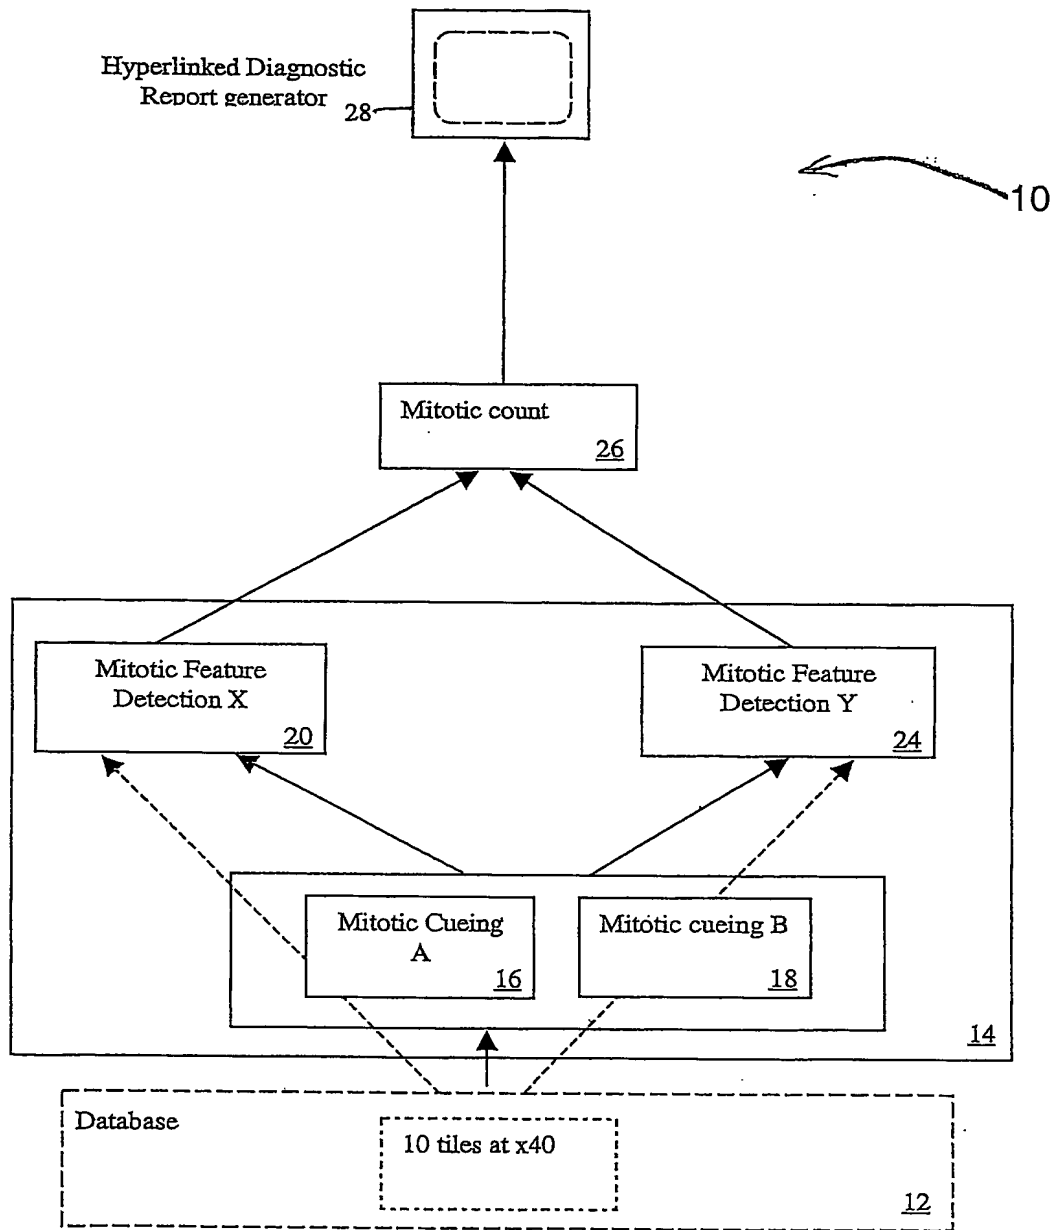 Hyperlinked Diagnostic
Report generator
28
10
Mitotic count
26
Mitotic Feature
Detection X
20
Mitotic Feature
Detection Y
24
Mitotic Cueing
A
16
Mitotic cueing B
18
14
Database
10 tiles at x40
12